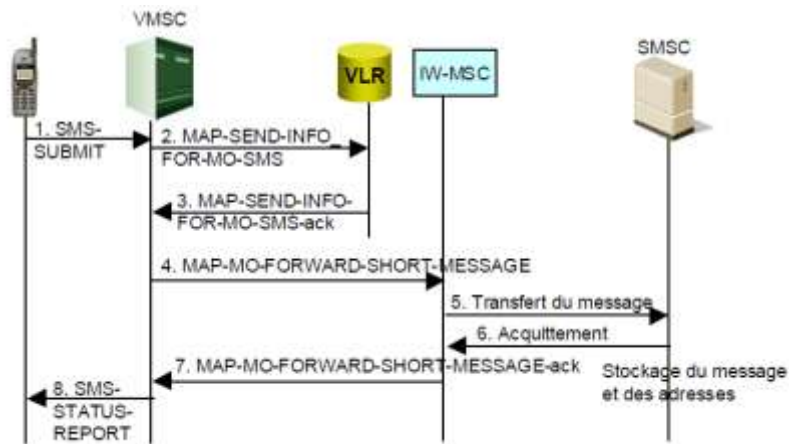 VMSC
VLR
IW-MSC
SMSC
1. SMS-
SUBMIT
2. MAP-SEND-INFO_
FOR-MO-SMS
3. MAP-SEND-INFO-
FOR-MO-SMS-ack
4. MAP-MO-FORWARD-SHORT-MESSAGE
5. Transfert du message
6. Acquittement
7. MAP-MO-FORWARD-SHORT-MESSAGE-ack
Stockage du message
et des adresses
8. SMS-
STATUS-
REPORT